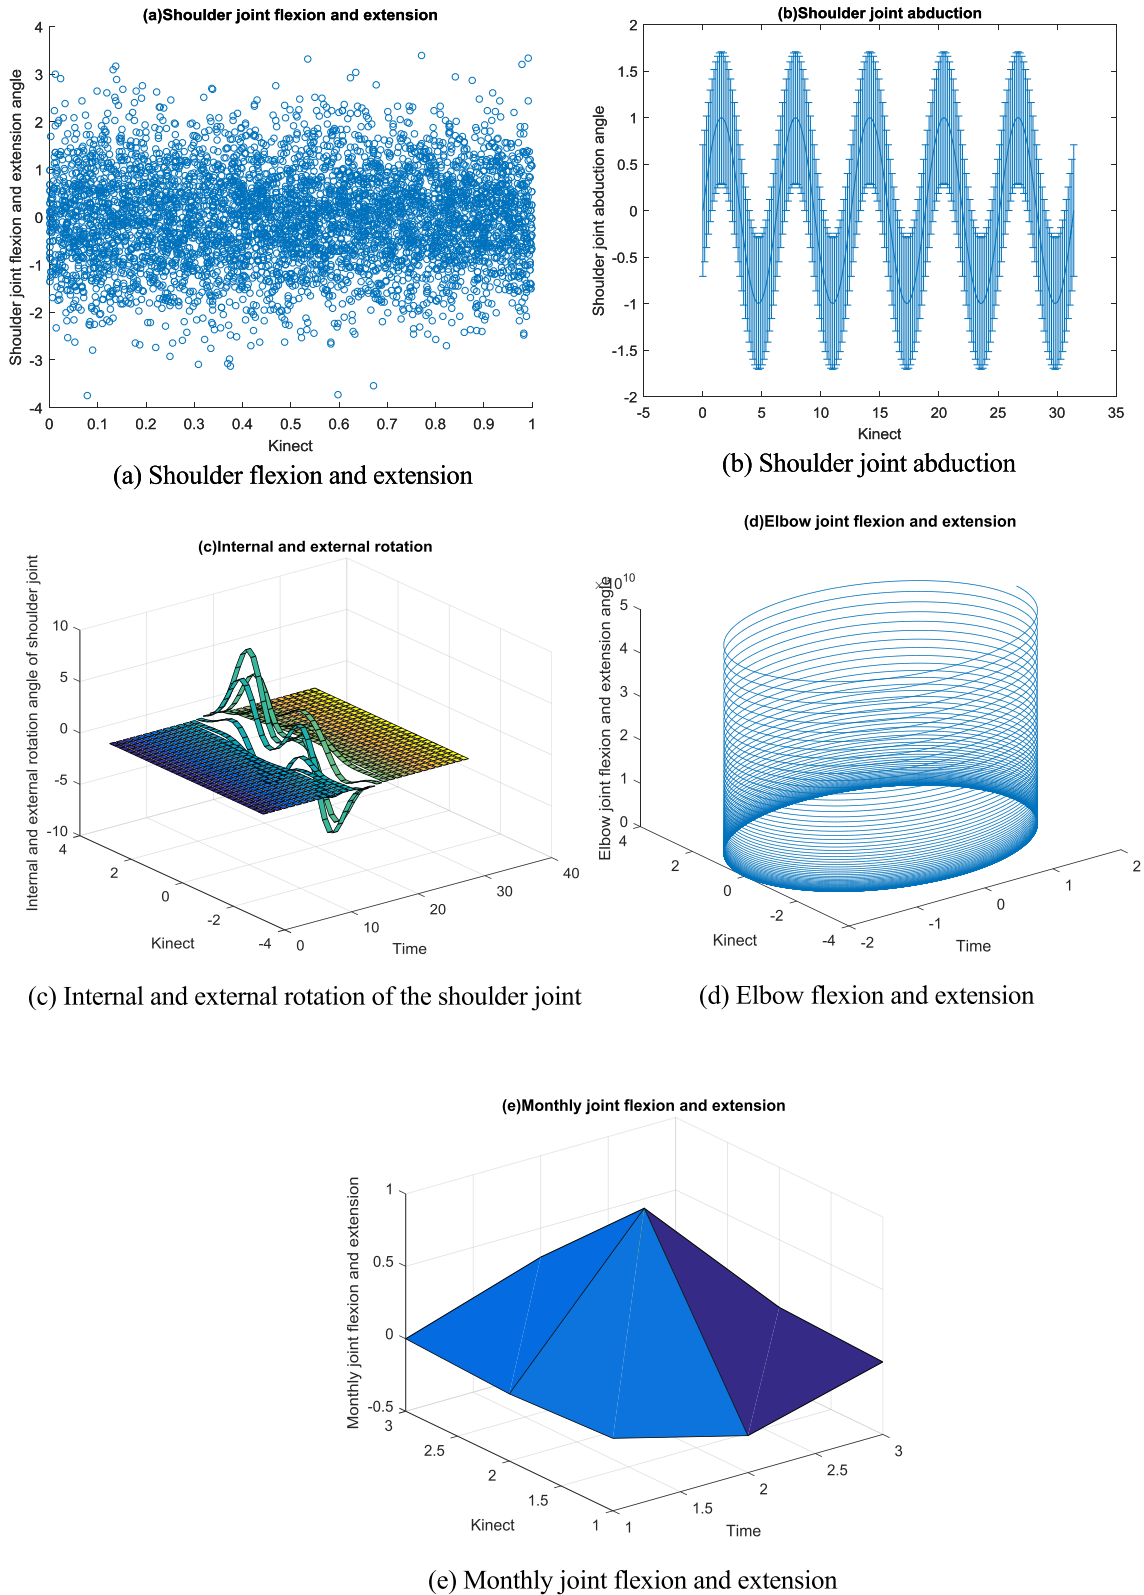 (a)Shoulder joint flexion and extension
4
3
2
1
0
-1
-2
-3
-4
Shoulder joint flexion and extension angle
0 0.1 0.2 0.3 0.4 0.5 0.6 0.7 0.8 0.9 1
Kinect
(a) Shoulder flexion and extension
(b)Shoulder joint abduction
2
1.5
1
0.5
0
-0.5
-1
-1.5
-2
Shoulder joint abduction angle
-5 0 5 10 15 20 25 30 35
Kinect
(b) Shoulder joint abduction
(c)Internal and external rotation
Internal and external rotation angle of shoulder joint
10
5
0
-5
-10
4
2
0
-2
-4
Kinect
0
10
20
30
40
Time
(c) Internal and external rotation of the shoulder joint
(d)Elbow joint flexion and extension
× 10^10
Elbow joint flexion and extension angle
5
4
3
2
1
0
4
2
0
-2
-4
Kinect
-2
-1
0
1
2
Time
(d) Elbow flexion and extension
(e)Monthly joint flexion and extension
Monthly joint flexion and extension
1
0.5
0
-0.5
3
2.5
2
1.5
1
Kinect
1
1.5
2
2.5
3
Time
(e) Monthly joint flexion and extension